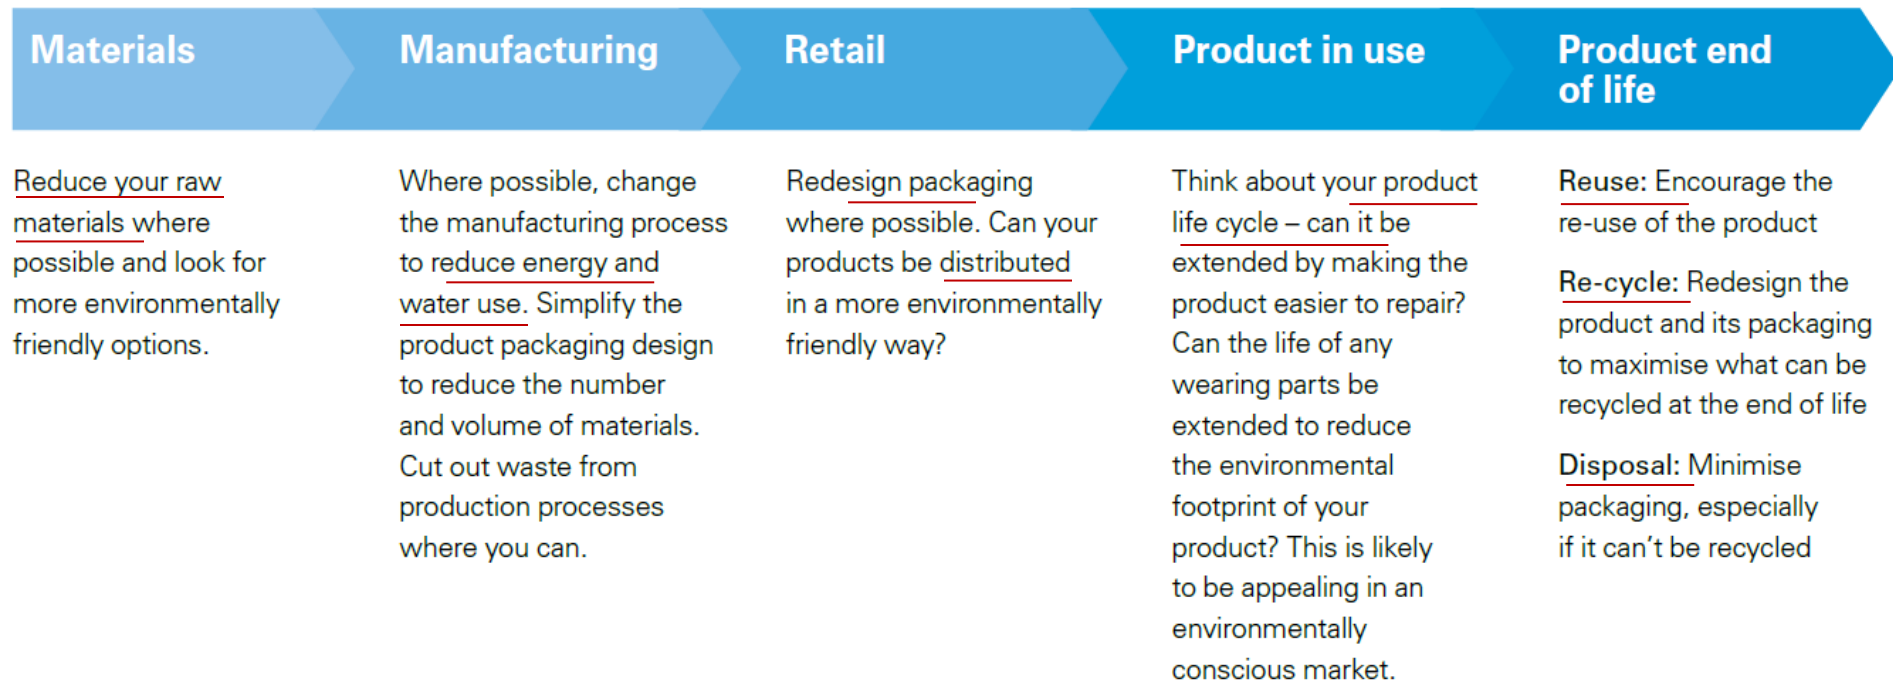 Materials
Reduce your raw
materials where
possible and look for
more environmentally
friendly options.
Manufacturing
Where possible, change
the manufacturing process
to reduce energy and
water use. Simplify the
product packaging design
to reduce the number
and volume of materials.
Cut out waste from
production processes
where you can.
Retail
Redesign packaging
where possible. Can your
products be distributed
in a more environmentally
friendly way?
Product in use
Think about your product
life cycle – can it be
extended by making the
product easier to repair?
Can the life of any
wearing parts be
extended to reduce
the environmental
footprint of your
product? This is likely
to be appealing in an
environmentally
conscious market.
Product end
of life
Reuse: Encourage the
re-use of the product
Re-cycle: Redesign the
product and its packaging
to maximise what can be
recycled at the end of life
Disposal: Minimise
packaging, especially
if it can't be recycled